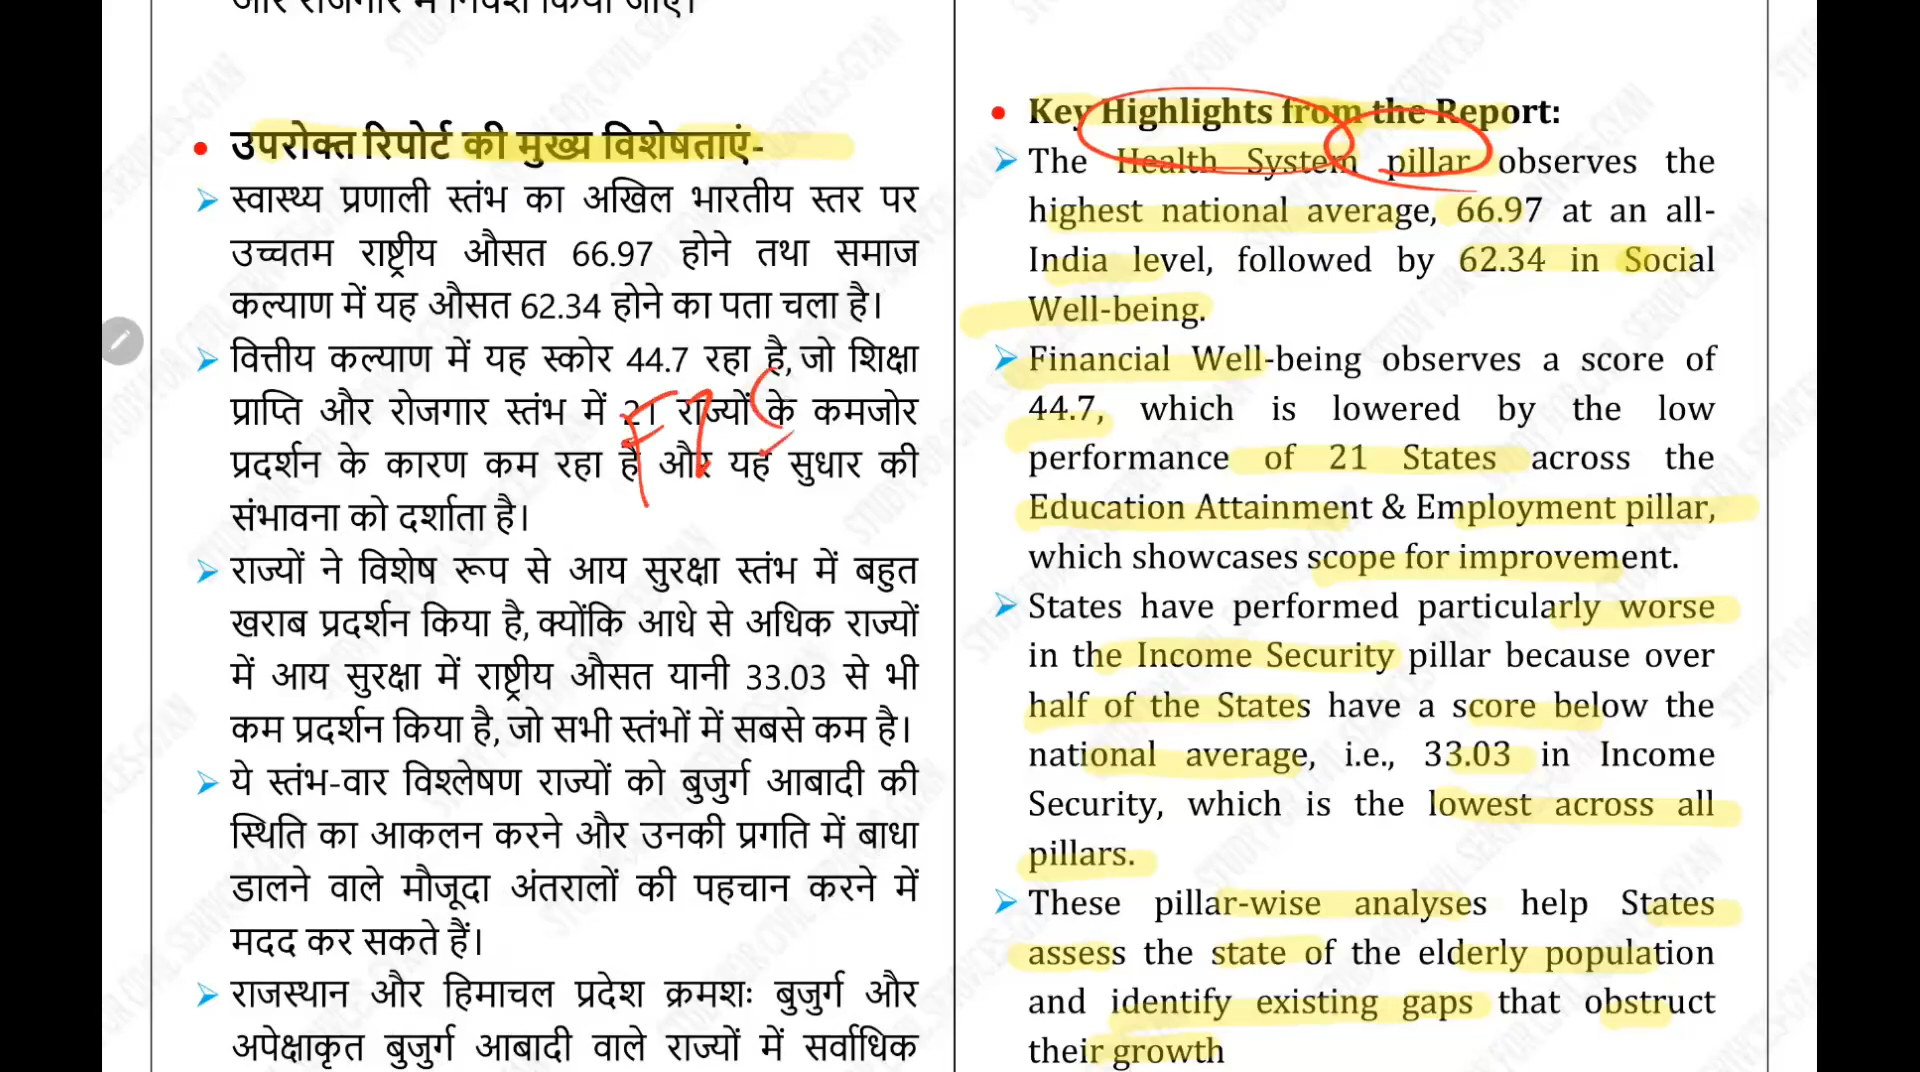 और रोजगार में निवेश किया जाए।
उपरोक्त रिपोर्ट की मुख्य विशेषताएं-
स्वास्थ्य प्रणाली स्तंभ का अखिल भारतीय स्तर पर
उच्चतम राष्ट्रीय औसत 66.97 होने तथा समाज
कल्याण में यह औसत 62.34 होने का पता चला है।
वित्तीय कल्याण में यह स्कोर 44.7 रहा है, जो शिक्षा
प्राप्ति और रोजगार स्तंभ में 21 राज्यों के कमजोर
प्रदर्शन के कारण कम रहा है और यह सुधार की
संभावना को दर्शाता है।
राज्यों ने विशेष रूप से आय सुरक्षा स्तंभ में बहुत
खराब प्रदर्शन किया है, क्योंकि आधे से अधिक राज्यों
में आय सुरक्षा में राष्ट्रीय औसत यानी 33.03 से भी
कम प्रदर्शन किया है, जो सभी स्तंभों में सबसे कम है।
ये स्तंभ-वार विश्लेषण राज्यों को बुजुर्ग आबादी की
स्थिति का आकलन करने और उनकी प्रगति में बाधा
डालने वाले मौजूदा अंतरालों की पहचान करने में
मदद कर सकते हैं।
राजस्थान और हिमाचल प्रदेश क्रमशः बुजुर्ग और
अपेक्षाकृत बुजुर्ग आबादी वाले राज्यों में सर्वाधिक
Key Highlights from the Report:
The Health System pillar observes the
highest national average, 66.97 at an all-
India level, followed by 62.34 in Social
Well-being.
Financial Well-being observes a score of
44.7, which is lowered by the low
performance of 21 States across the
Education Attainment & Employment pillar,
which showcases scope for improvement.
States have performed particularly worse
in the Income Security pillar because over
half of the States have a score below the
national average, i.e., 33.03 in Income
Security, which is the lowest across all
pillars.
These pillar-wise analyses help States
assess the state of the elderly population
and identify existing gaps that obstruct
their growth